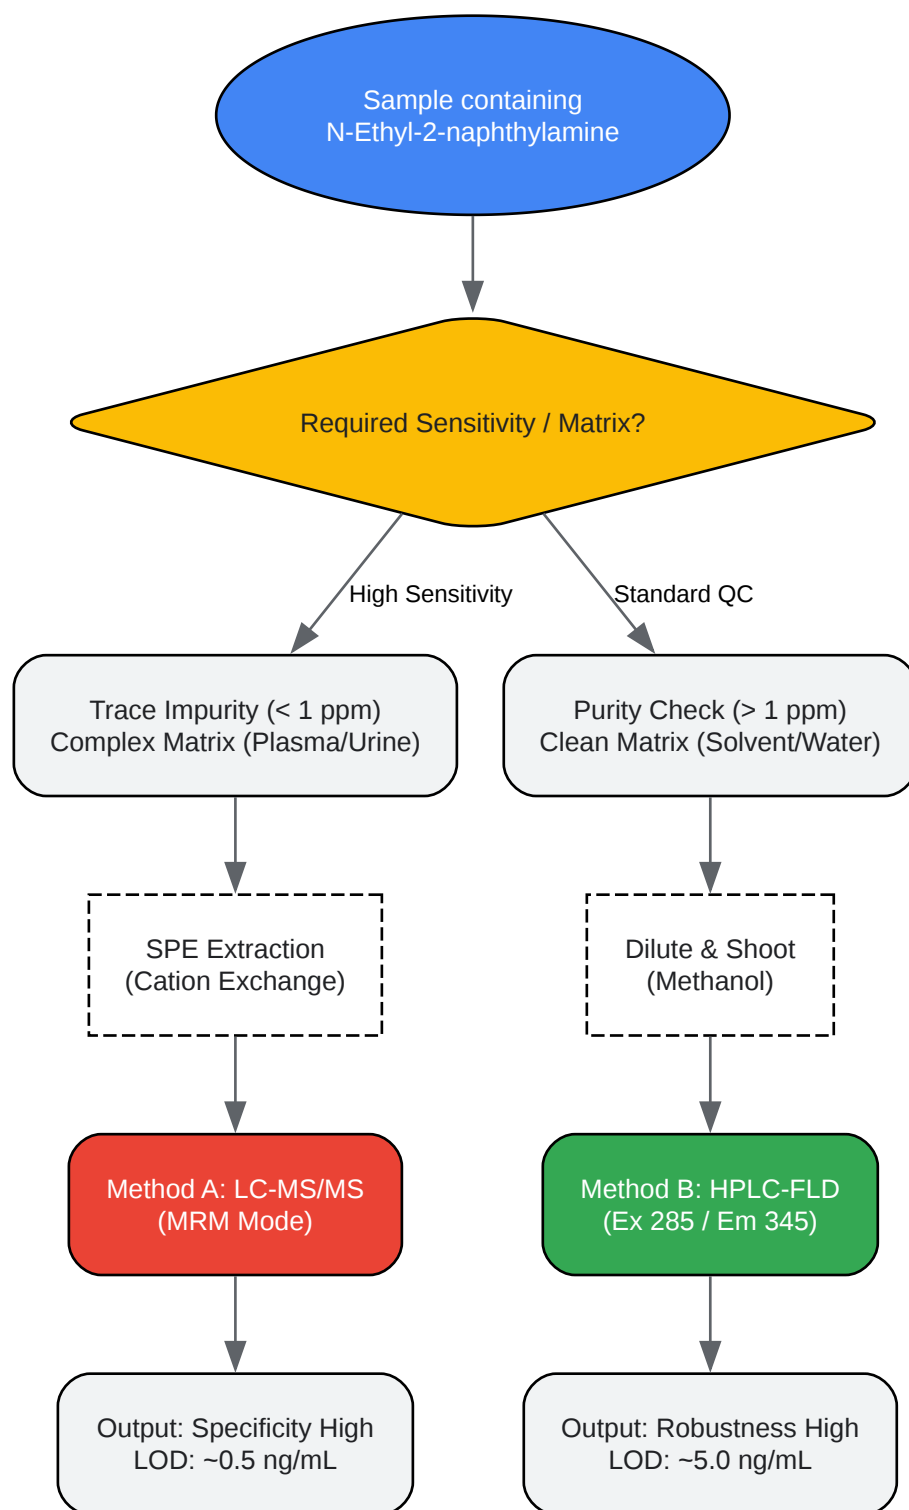 Sample containing
N-Ethyl-2-naphthylamine
Required Sensitivity / Matrix?
High Sensitivity
Standard QC
Trace Impurity (< 1 ppm)
Complex Matrix (Plasma/Urine)
Purity Check (> 1 ppm)
Clean Matrix (Solvent/Water)
SPE Extraction
(Cation Exchange)
Dilute & Shoot
(Methanol)
Method A: LC-MS/MS
(MRM Mode)
Method B: HPLC-FLD
(Ex 285 / Em 345)
Output: Specificity High
LOD: ~0.5 ng/mL
Output: Robustness High
LOD: ~5.0 ng/mL